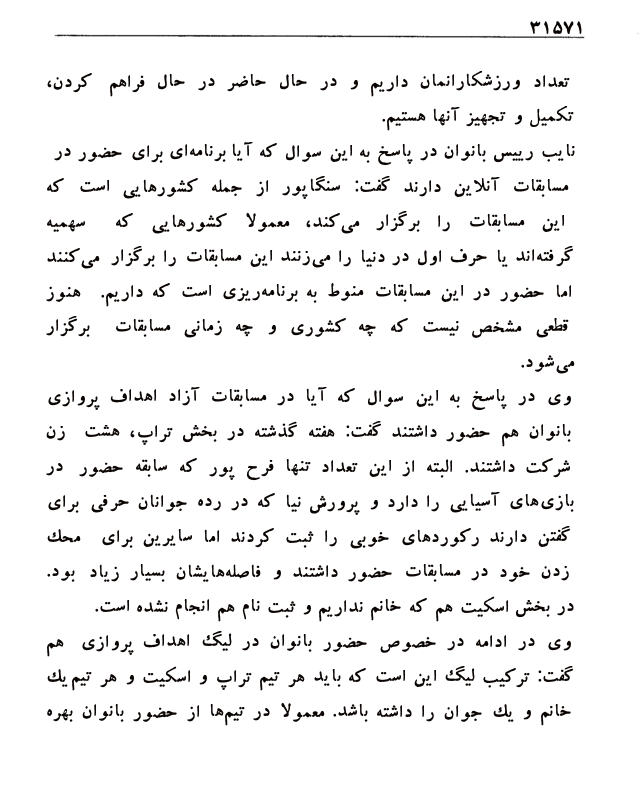 ۳۱۵۷۱
تعداد ورزشکارانمان داریم و در حال حاضر در حال فراهم کردن،
تکمیل و تجهیز آنها هستیم.
نایب رییس بانوان در پاسخ به این سوال که آیا برنامه‌ای برای حضور در
مسابقات آنلاین دارند گفت: سنگاپور از جمله کشورهایی است که
این مسابقات را برگزار می‌کند، معمولا کشورهایی که سهمیه
گرفته‌اند یا حرف اول در دنیا را می‌زنند این مسابقات را برگزار می‌کنند
اما حضور در این مسابقات منوط به برنامه‌ریزی است که داریم. هنوز
قطعی مشخص نیست که چه کشوری و چه زمانی مسابقات برگزار
می‌شود.
وی در پاسخ به این سوال که آیا در مسابقات آزاد اهداف پروازی
بانوان هم حضور داشتند گفت: هفته گذشته در بخش تراپ، هشت زن
شرکت داشتند. البته از این تعداد تنها فرح پور که سابقه حضور در
بازی‌های آسیایی را دارد و پرورش نیا که در رده جوانان حرفی برای
گفتن دارند رکوردهای خوبی را ثبت کردند اما سایرین برای محك
زدن خود در مسابقات حضور داشتند و فاصله‌هایشان بسیار زیاد بود.
در بخش اسکیت هم که خانم نداریم و ثبت نام هم انجام نشده است.
وی در ادامه در خصوص حضور بانوان در لیگ اهداف پروازی هم
گفت: ترکیب لیگ این است که باید هر تیم تراپ و اسکیت و هر تیم یك
خانم و یك جوان را داشته باشد. معمولا در تیم‌ها از حضور بانوان بهره